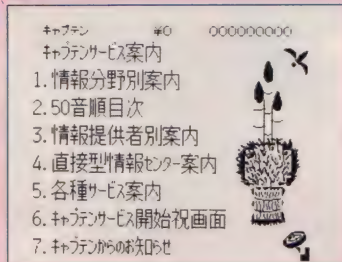 キャプテン ¥0 000000000
キャプテンサービス案内
1. 情報分野別案内
2. 50音順目次
3. 情報提供者別案内
4. 直接型情報センター案内
5. 各種サービス案内
6. キャプテンサービス開始祝画面
7. キャプテンからのお知らせ